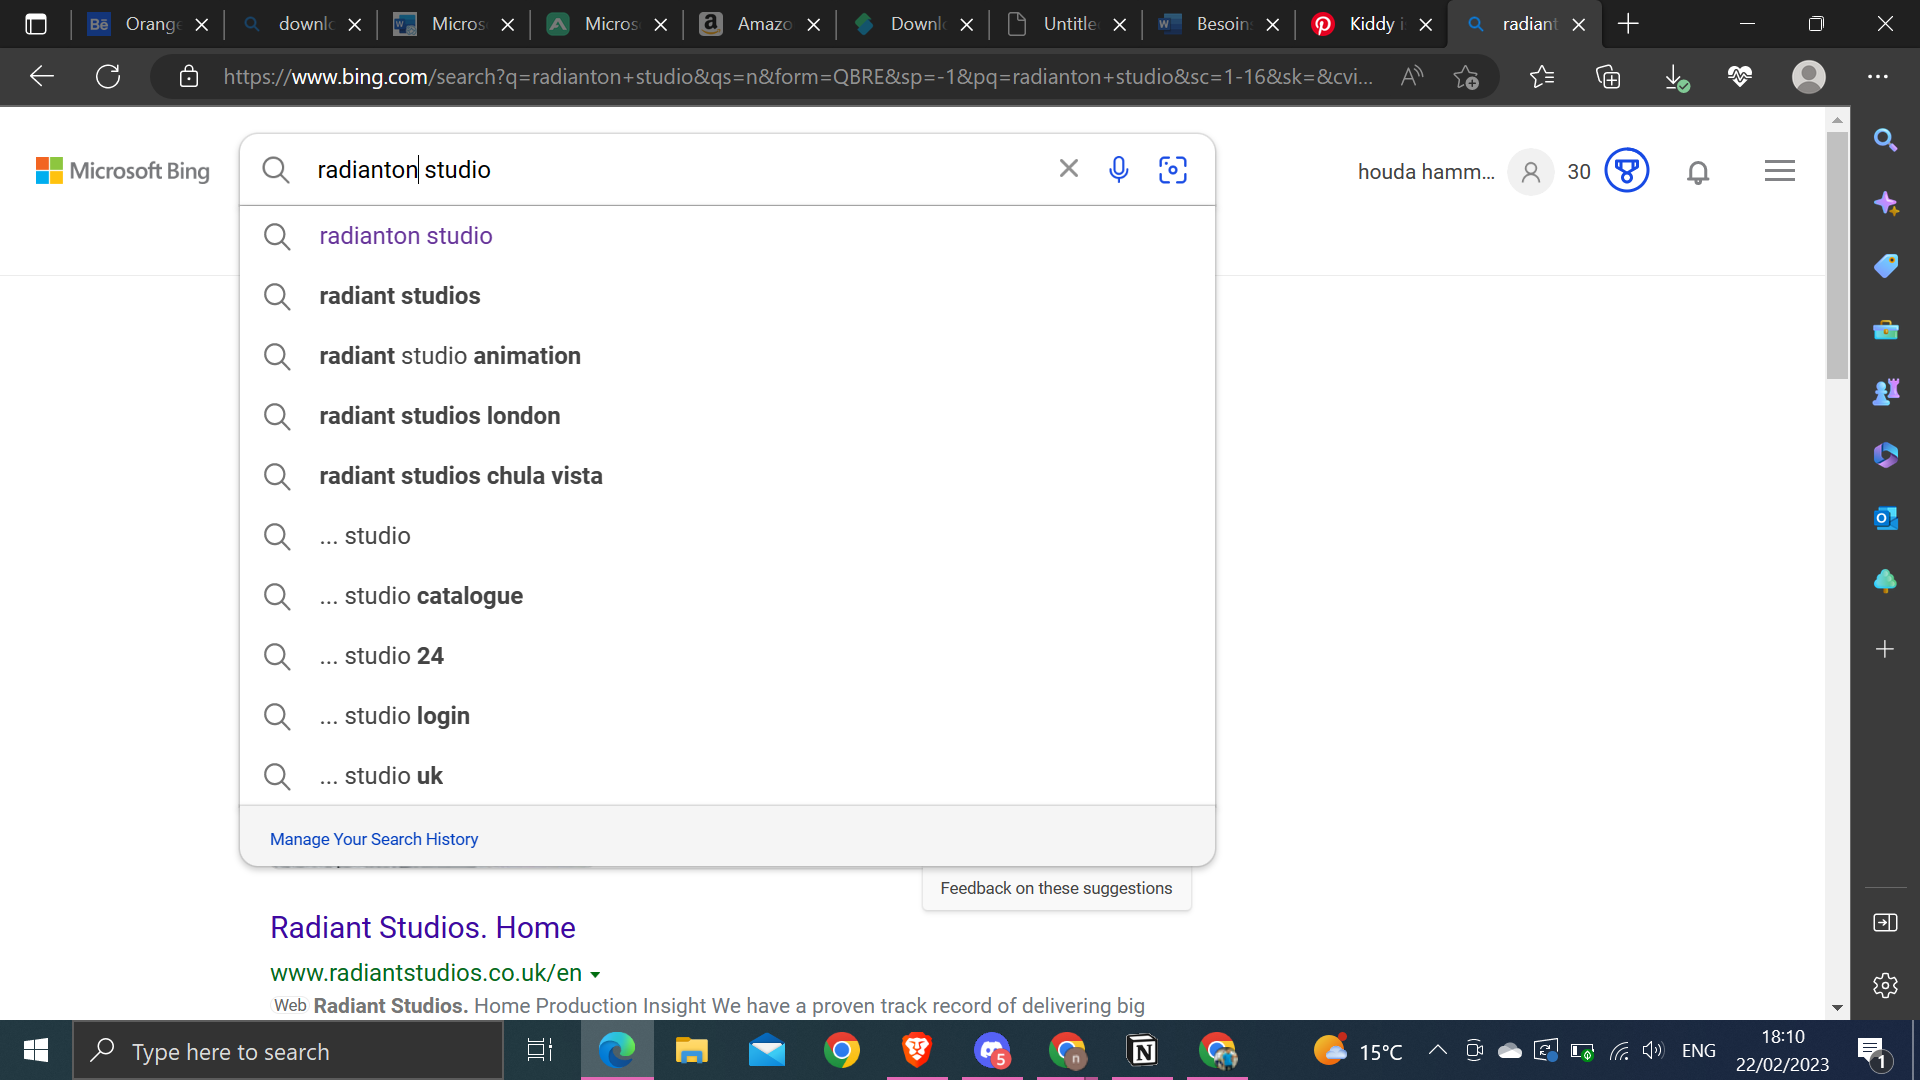 Orange
downlo
Micros
Micros
Amazo
Downlo
Untitle
Besoin
Kiddy is
radiant
https://www.bing.com/search?q=radianton+studio&qs=n&form=QBRE&sp=-1&pq=radianton+studio&sc=1-16&sk=&cvi...
Microsoft Bing
radianton studio
houda hamm...
30
radianton studio
radiant studios
radiant studio animation
radiant studios london
radiant studios chula vista
... studio
... studio catalogue
... studio 24
... studio login
... studio uk
Manage Your Search History
Feedback on these suggestions
Radiant Studios. Home
www.radiantstudios.co.uk/en
Web Radiant Studios. Home Production Insight We have a proven track record of delivering big
Type here to search
5
n
15°C
ENG
18:10
22/02/2023
1